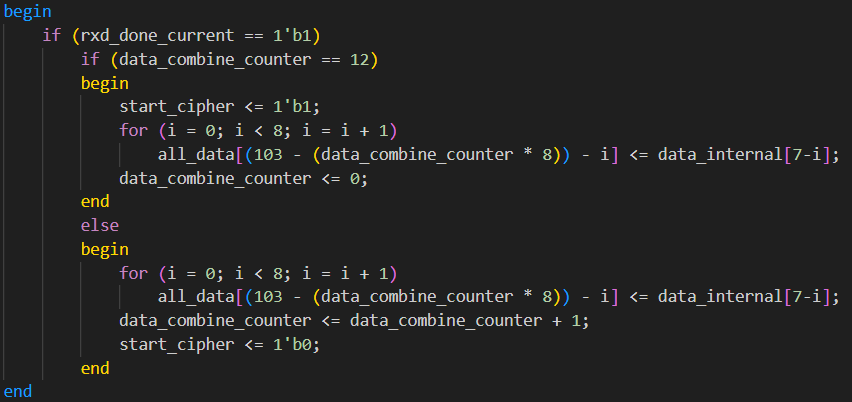 begin
if (rxd_done_current == 1'b1)
if (data_combine_counter == 12)
begin
start_cipher <= 1'b1;
for (i = 0; i < 8; i = i + 1)
all_data[(103 - (data_combine_counter * 8)) - i] <= data_internal[7-i];
data_combine_counter <= 0;
end
else
begin
for (i = 0; i < 8; i = i + 1)
all_data[(103 - (data_combine_counter * 8)) - i] <= data_internal[7-i];
data_combine_counter <= data_combine_counter + 1;
start_cipher <= 1'b0;
end
end